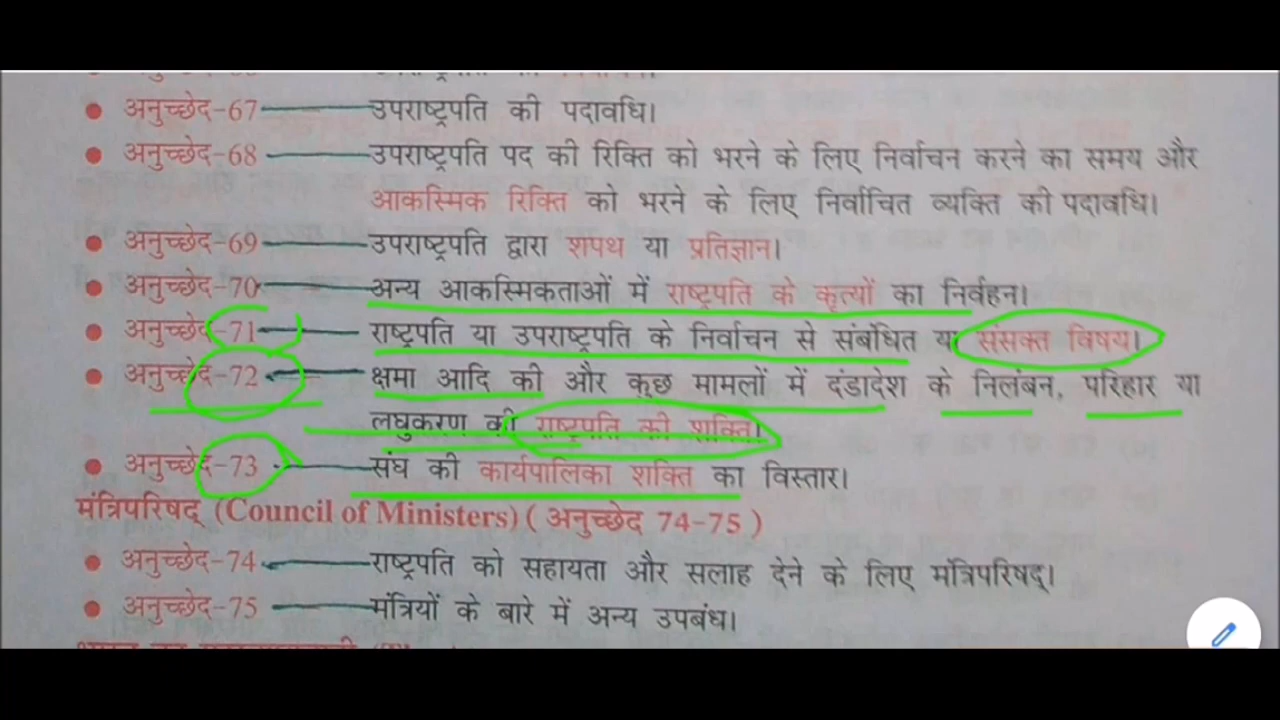 अनुच्छेद-67 उपराष्ट्रपति की पदावधि।
अनुच्छेद-68 उपराष्ट्रपति पद की रिक्ति को भरने के लिए निर्वाचन करने का समय और
आकस्मिक रिक्ति को भरने के लिए निर्वाचित व्यक्ति की पदावधि।
अनुच्छेद-69 उपराष्ट्रपति द्वारा शपथ या प्रतिज्ञान।
अनुच्छेद-70 अन्य आकस्मिकताओं में राष्ट्रपति के कृत्यों का निर्वहन।
अनुच्छेद-71 राष्ट्रपति या उपराष्ट्रपति के निर्वाचन से संबंधित या संसक्त विषय।
अनुच्छेद-72 क्षमा आदि की और कुछ मामलों में दंडादेश के निलंबन, परिहार या
लघुकरण की राष्ट्रपति की शक्ति।
अनुच्छेद-73 संघ की कार्यपालिका शक्ति का विस्तार।
मंत्रिपरिषद् (Council of Ministers) ( अनुच्छेद 74-75 )
अनुच्छेद-74 राष्ट्रपति को सहायता और सलाह देने के लिए मंत्रिपरिषद्।
अनुच्छेद-75 मंत्रियों के बारे में अन्य उपबंध।